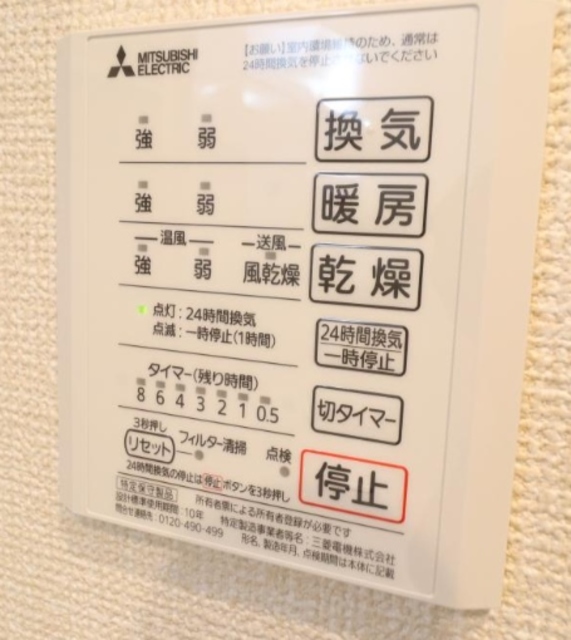 MITSUBISHI
ELECTRIC
【お願い】室内環境維持のため、通常は
24時間換気を停止しないでください
強 弱 換気
強 弱 暖房
温風 送風
強 弱 風乾燥 乾燥
点灯:24時間換気
点滅:一時停止(1時間)
24時間換気
一時停止
タイマー(残り時間)
8 6 4 3 2 1 0.5
切タイマー
3秒押し
リセット フィルター清掃 点検
停止
24時間換気の停止は停止ボタンを3秒押し
特定保守製品 所有者票による所有者登録が必要です
設計標準使用期間:10年 特定製造事業者等名:三菱電機株式会社
問合せ連絡先:0120-490-499 形名、製造年月、点検期間は本体に記載